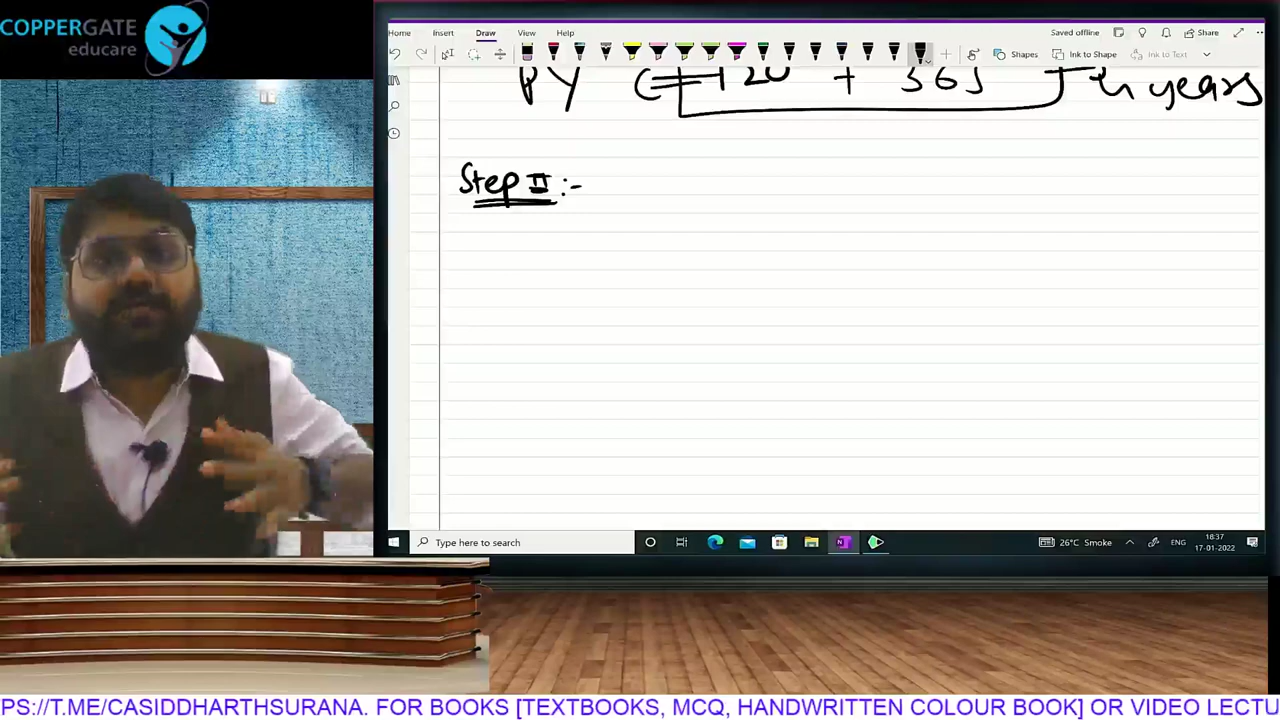 COPPERGATE
educare
Home Insert Draw View Help
Saved offline
Share
Shapes
Ink to Shape
Ink to Text
PY (120 + 365 4 years
Step II :-
Type here to search
26°C Smoke
ENG
18:37
17-01-2022
PS://T.ME/CASIDDHARTHSURANA. FOR BOOKS [TEXTBOOKS, MCQ, HANDWRITTEN COLOUR BOOK] OR VIDEO LECTU